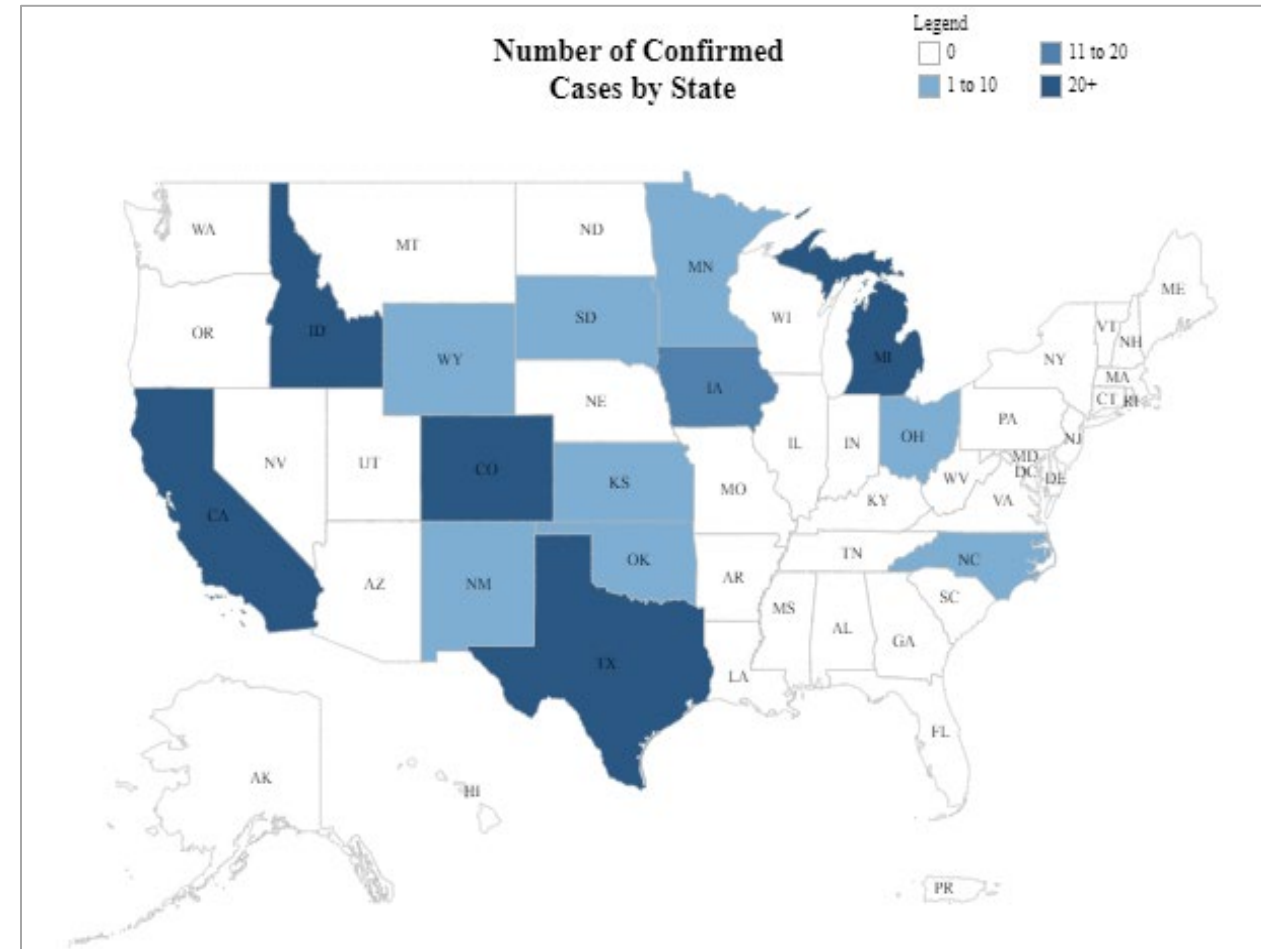 Number of Confirmed
Cases by State
Legend
0
11 to 20
1 to 10
20+
WA
MT
ND
MN
ME
OR
ID
SD
WI
VT
NH
WY
MI
NY
MA
IA
CT
RI
NE
PA
NV
UT
CO
IL
IN
OH
NJ
MD
DC
DE
KS
MO
WV
VA
KY
CA
AZ
NM
OK
AR
TN
NC
SC
MS
AL
GA
TX
LA
FL
AK
HI
PR